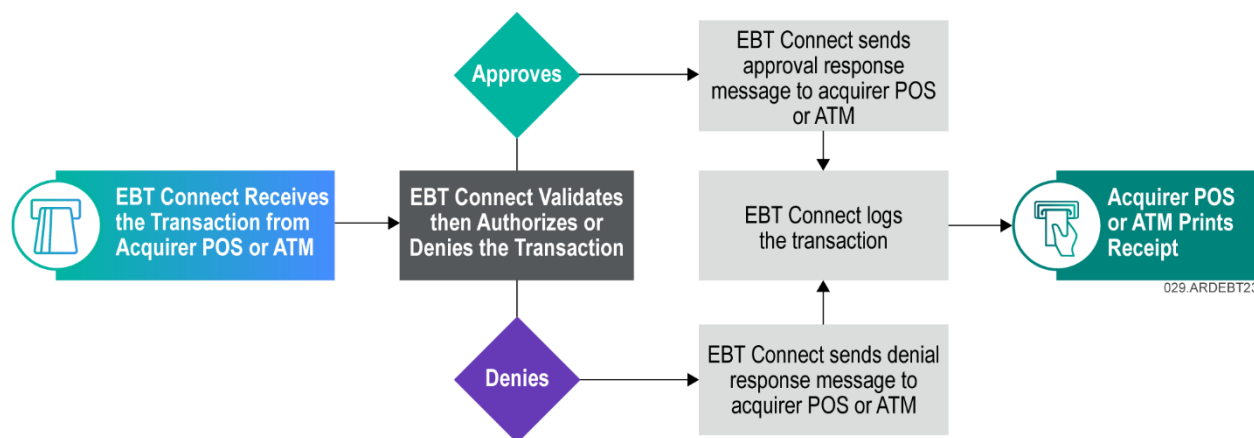 EBT Connect Receives
the Transaction from
Acquirer POS or ATM
EBT Connect Validates
then Authorizes or
Denies the Transaction
Approves
EBT Connect sends
approval response
message to acquirer POS
or ATM
Denies
EBT Connect sends denial
response message to
acquirer POS or ATM
EBT Connect logs
the transaction
Acquirer POS
or ATM Prints
Receipt
029.ARDEBT23